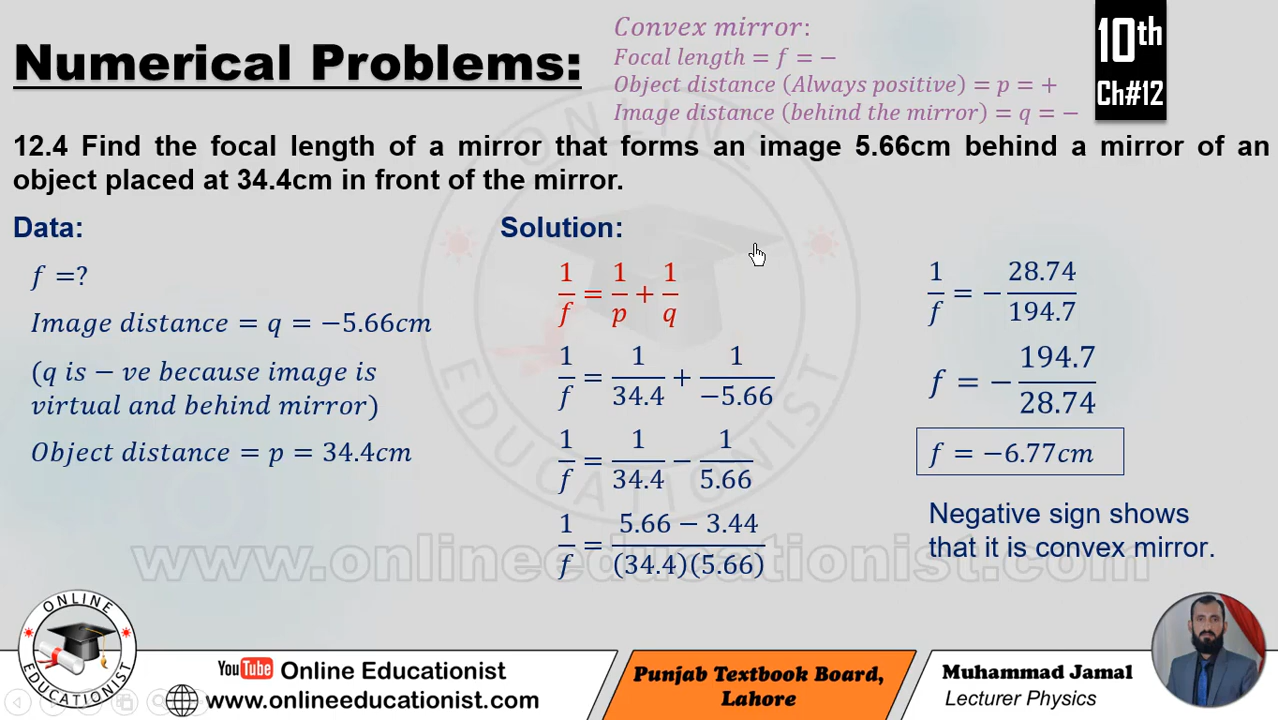 Numerical Problems:
Convex mirror:
Focal length = f = −
Object distance (Always positive) = p = +
Image distance (behind the mirror) = q = −
10th
Ch#12
12.4 Find the focal length of a mirror that forms an image 5.66cm behind a mirror of an
object placed at 34.4cm in front of the mirror.
Data:
f =?
Image distance = q = −5.66cm
(q is − ve because image is
virtual and behind mirror)
Object distance = p = 34.4cm
Solution:
1/f = 1/p + 1/q
1/f = 1/34.4 + 1/−5.66
1/f = 1/34.4 − 1/5.66
1/f = 5.66 − 3.44/(34.4)(5.66)
1/f = − 28.74/194.7
f = − 194.7/28.74
f = −6.77cm
Negative sign shows
that it is convex mirror.
www.onlineeducationist.com
ONLINE
EDUCATIONIST
YouTube Online Educationist
www.onlineeducationist.com
Punjab Textbook Board,
Lahore
Muhammad Jamal
Lecturer Physics